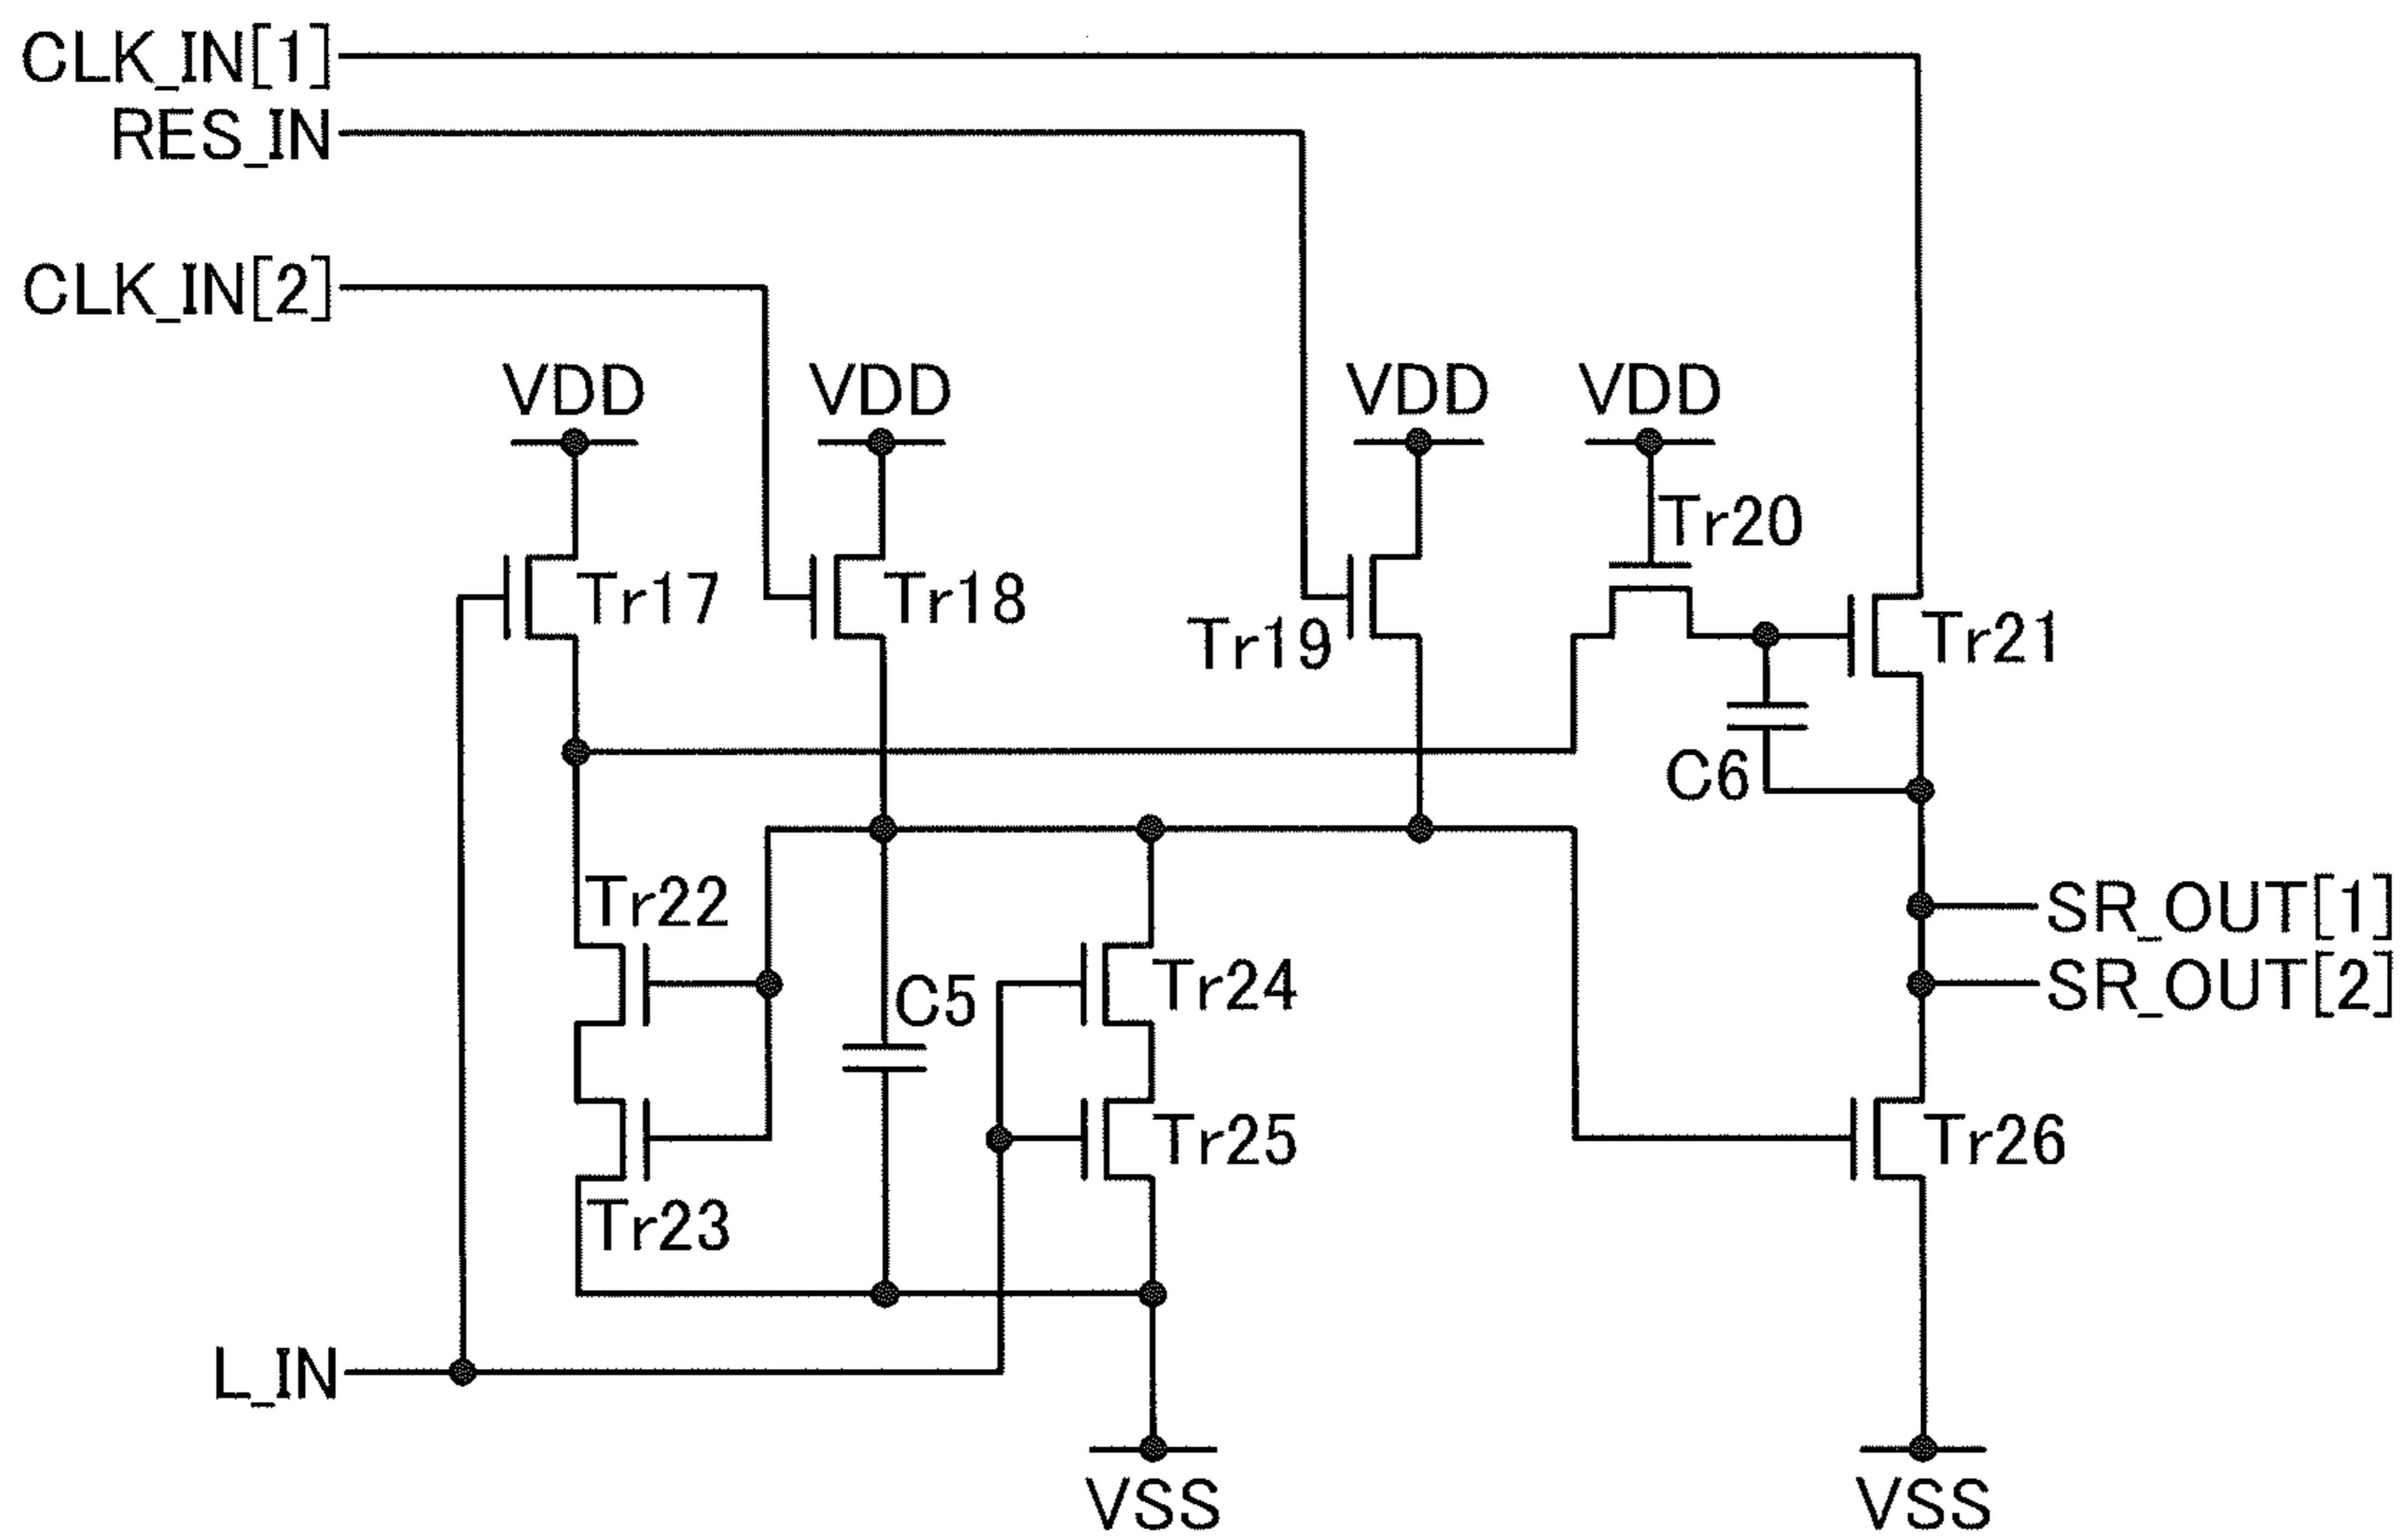 CLK_IN[1]
RES_IN
CLK_IN[2]
VDD VDD VDD VDD
Tr20
Tr17 Tr18 Tr19 Tr21
C6
Tr22 SR_OUT[1]
C5 Tr24 SR_OUT[2]
Tr25 Tr26
Tr23
L_IN
VSS VSS